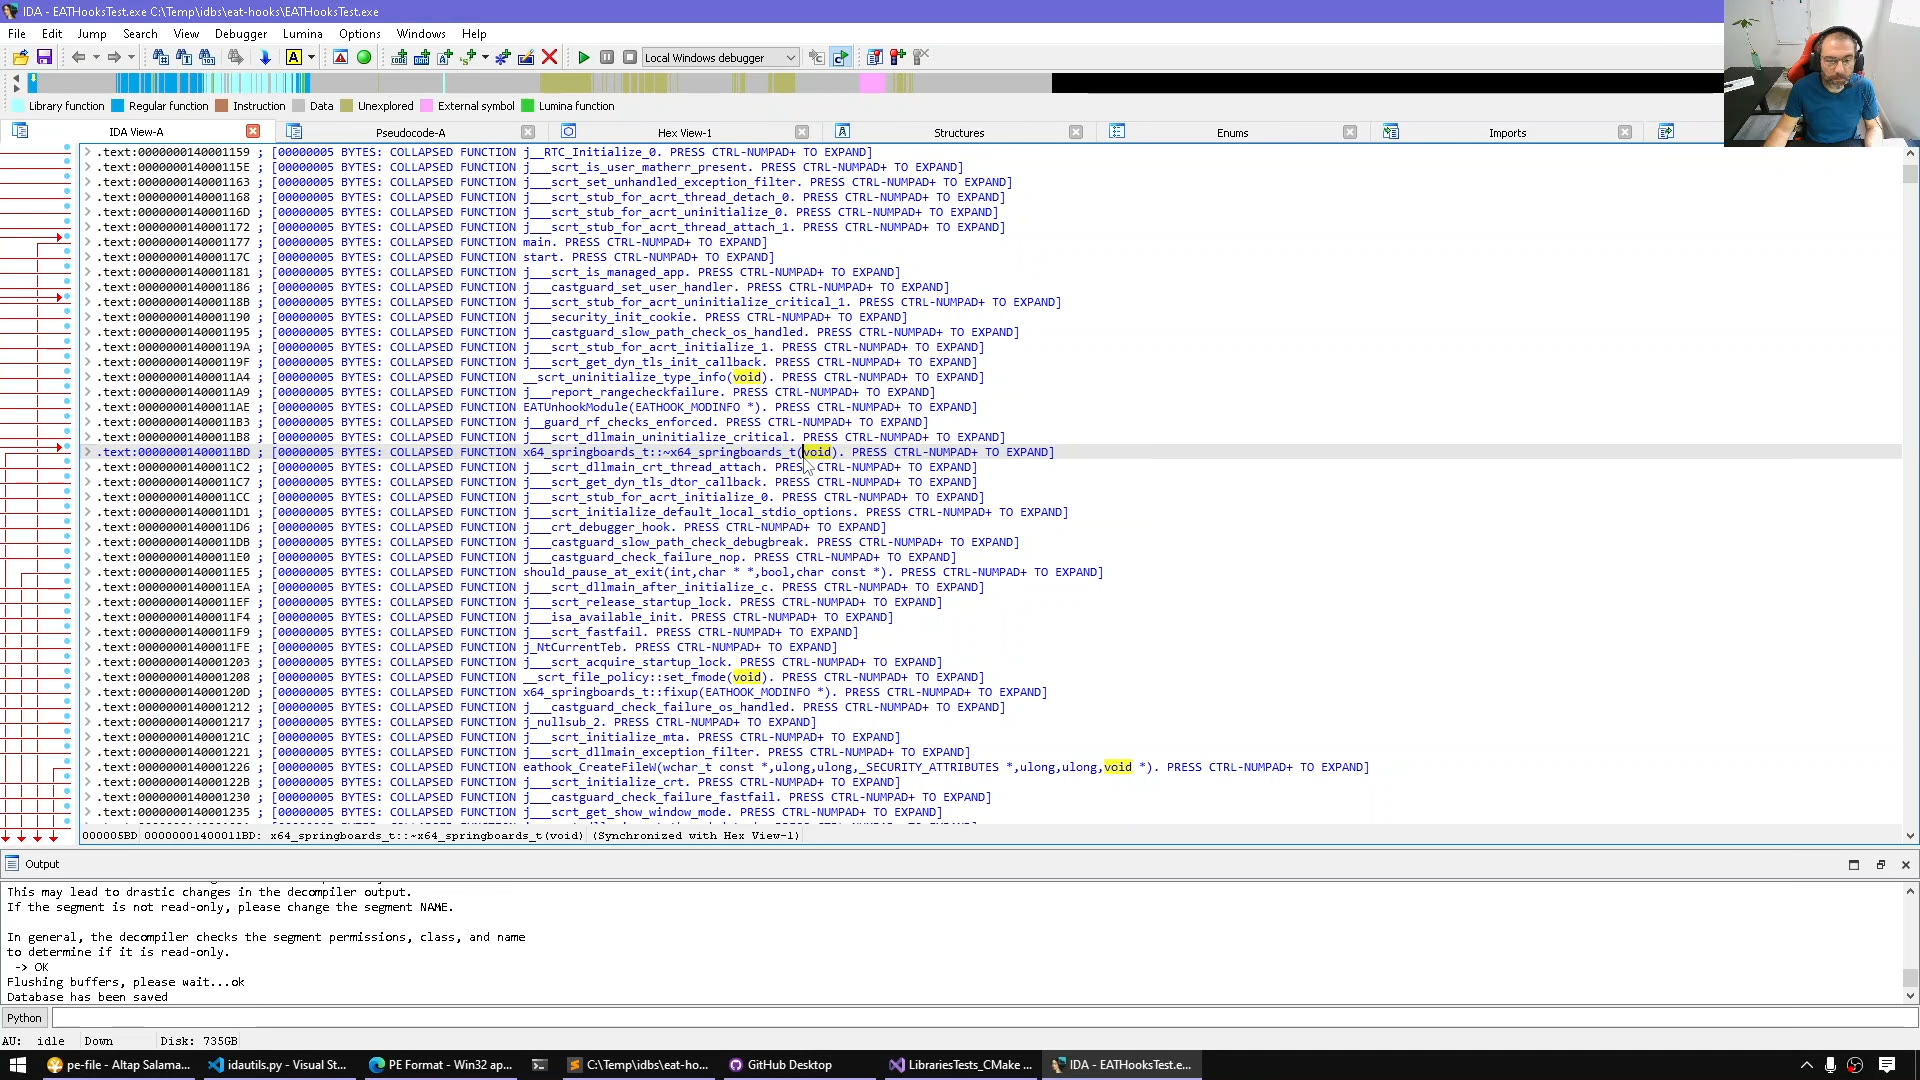 IDA - EATHooksTest.exe C:\Temp\idbs\eat-hooks\EATHooksTest.exe
File Edit Jump Search View Debugger Lumina Options Windows Help
Local Windows debugger
Library function Regular function Instruction Data Unexplored External symbol Lumina function
IDA View-A Pseudocode-A Hex View-1 Structures Enums Imports
.text:0000000140001159 ; [00000005 BYTES: COLLAPSED FUNCTION j__RTC_Initialize_0. PRESS CTRL-NUMPAD+ TO EXPAND]
.text:000000014000115E ; [00000005 BYTES: COLLAPSED FUNCTION j___scrt_is_user_matherr_present. PRESS CTRL-NUMPAD+ TO EXPAND]
.text:0000000140001163 ; [00000005 BYTES: COLLAPSED FUNCTION j___scrt_set_unhandled_exception_filter. PRESS CTRL-NUMPAD+ TO EXPAND]
.text:0000000140001168 ; [00000005 BYTES: COLLAPSED FUNCTION j___scrt_stub_for_acrt_thread_detach_0. PRESS CTRL-NUMPAD+ TO EXPAND]
.text:000000014000116D ; [00000005 BYTES: COLLAPSED FUNCTION j___scrt_stub_for_acrt_uninitialize_0. PRESS CTRL-NUMPAD+ TO EXPAND]
.text:0000000140001172 ; [00000005 BYTES: COLLAPSED FUNCTION j___scrt_stub_for_acrt_thread_attach_1. PRESS CTRL-NUMPAD+ TO EXPAND]
.text:0000000140001177 ; [00000005 BYTES: COLLAPSED FUNCTION main. PRESS CTRL-NUMPAD+ TO EXPAND]
.text:000000014000117C ; [00000005 BYTES: COLLAPSED FUNCTION start. PRESS CTRL-NUMPAD+ TO EXPAND]
.text:0000000140001181 ; [00000005 BYTES: COLLAPSED FUNCTION j___scrt_is_managed_app. PRESS CTRL-NUMPAD+ TO EXPAND]
.text:0000000140001186 ; [00000005 BYTES: COLLAPSED FUNCTION j___castguard_set_user_handler. PRESS CTRL-NUMPAD+ TO EXPAND]
.text:000000014000118B ; [00000005 BYTES: COLLAPSED FUNCTION j___scrt_stub_for_acrt_uninitialize_critical_1. PRESS CTRL-NUMPAD+ TO EXPAND]
.text:0000000140001190 ; [00000005 BYTES: COLLAPSED FUNCTION j___security_init_cookie. PRESS CTRL-NUMPAD+ TO EXPAND]
.text:0000000140001195 ; [00000005 BYTES: COLLAPSED FUNCTION j___castguard_slow_path_check_os_handled. PRESS CTRL-NUMPAD+ TO EXPAND]
.text:000000014000119A ; [00000005 BYTES: COLLAPSED FUNCTION j___scrt_stub_for_acrt_initialize_1. PRESS CTRL-NUMPAD+ TO EXPAND]
.text:000000014000119F ; [00000005 BYTES: COLLAPSED FUNCTION j___scrt_get_dyn_tls_init_callback. PRESS CTRL-NUMPAD+ TO EXPAND]
.text:00000001400011A4 ; [00000005 BYTES: COLLAPSED FUNCTION __scrt_uninitialize_type_info(void). PRESS CTRL-NUMPAD+ TO EXPAND]
.text:00000001400011A9 ; [00000005 BYTES: COLLAPSED FUNCTION j___report_rangecheckfailure. PRESS CTRL-NUMPAD+ TO EXPAND]
.text:00000001400011AE ; [00000005 BYTES: COLLAPSED FUNCTION EATUnhookModule(EATHOOK_MODINFO *). PRESS CTRL-NUMPAD+ TO EXPAND]
.text:00000001400011B3 ; [00000005 BYTES: COLLAPSED FUNCTION j__guard_rf_checks_enforced. PRESS CTRL-NUMPAD+ TO EXPAND]
.text:00000001400011B8 ; [00000005 BYTES: COLLAPSED FUNCTION j___scrt_dllmain_uninitialize_critical. PRESS CTRL-NUMPAD+ TO EXPAND]
.text:00000001400011BD ; [00000005 BYTES: COLLAPSED FUNCTION x64_springboards_t::~x64_springboards_t(void). PRESS CTRL-NUMPAD+ TO EXPAND]
.text:00000001400011C2 ; [00000005 BYTES: COLLAPSED FUNCTION j___scrt_dllmain_crt_thread_attach. PRESS CTRL-NUMPAD+ TO EXPAND]
.text:00000001400011C7 ; [00000005 BYTES: COLLAPSED FUNCTION j___scrt_get_dyn_tls_dtor_callback. PRESS CTRL-NUMPAD+ TO EXPAND]
.text:00000001400011CC ; [00000005 BYTES: COLLAPSED FUNCTION j___scrt_stub_for_acrt_initialize_0. PRESS CTRL-NUMPAD+ TO EXPAND]
.text:00000001400011D1 ; [00000005 BYTES: COLLAPSED FUNCTION j___scrt_initialize_default_local_stdio_options. PRESS CTRL-NUMPAD+ TO EXPAND]
.text:00000001400011D6 ; [00000005 BYTES: COLLAPSED FUNCTION j___crt_debugger_hook. PRESS CTRL-NUMPAD+ TO EXPAND]
.text:00000001400011DB ; [00000005 BYTES: COLLAPSED FUNCTION j___castguard_slow_path_check_debugbreak. PRESS CTRL-NUMPAD+ TO EXPAND]
.text:00000001400011E0 ; [00000005 BYTES: COLLAPSED FUNCTION j___castguard_check_failure_nop. PRESS CTRL-NUMPAD+ TO EXPAND]
.text:00000001400011E5 ; [00000005 BYTES: COLLAPSED FUNCTION should_pause_at_exit(int,char * *,bool,char const *). PRESS CTRL-NUMPAD+ TO EXPAND]
.text:00000001400011EA ; [00000005 BYTES: COLLAPSED FUNCTION j___scrt_dllmain_after_initialize_c. PRESS CTRL-NUMPAD+ TO EXPAND]
.text:00000001400011EF ; [00000005 BYTES: COLLAPSED FUNCTION j___scrt_release_startup_lock. PRESS CTRL-NUMPAD+ TO EXPAND]
.text:00000001400011F4 ; [00000005 BYTES: COLLAPSED FUNCTION j___isa_available_init. PRESS CTRL-NUMPAD+ TO EXPAND]
.text:00000001400011F9 ; [00000005 BYTES: COLLAPSED FUNCTION j___scrt_fastfail. PRESS CTRL-NUMPAD+ TO EXPAND]
.text:00000001400011FE ; [00000005 BYTES: COLLAPSED FUNCTION j_NtCurrentTeb. PRESS CTRL-NUMPAD+ TO EXPAND]
.text:0000000140001203 ; [00000005 BYTES: COLLAPSED FUNCTION j___scrt_acquire_startup_lock. PRESS CTRL-NUMPAD+ TO EXPAND]
.text:0000000140001208 ; [00000005 BYTES: COLLAPSED FUNCTION __scrt_file_policy::set_fmode(void). PRESS CTRL-NUMPAD+ TO EXPAND]
.text:000000014000120D ; [00000005 BYTES: COLLAPSED FUNCTION x64_springboards_t::fixup(EATHOOK_MODINFO *). PRESS CTRL-NUMPAD+ TO EXPAND]
.text:0000000140001212 ; [00000005 BYTES: COLLAPSED FUNCTION j___castguard_check_failure_os_handled. PRESS CTRL-NUMPAD+ TO EXPAND]
.text:0000000140001217 ; [00000005 BYTES: COLLAPSED FUNCTION j_nullsub_2. PRESS CTRL-NUMPAD+ TO EXPAND]
.text:000000014000121C ; [00000005 BYTES: COLLAPSED FUNCTION j___scrt_initialize_mta. PRESS CTRL-NUMPAD+ TO EXPAND]
.text:0000000140001221 ; [00000005 BYTES: COLLAPSED FUNCTION j___scrt_dllmain_exception_filter. PRESS CTRL-NUMPAD+ TO EXPAND]
.text:0000000140001226 ; [00000005 BYTES: COLLAPSED FUNCTION eathook_CreateFileW(wchar_t const *,ulong,ulong,_SECURITY_ATTRIBUTES *,ulong,ulong,void *). PRESS CTRL-NUMPAD+ TO EXPAND]
.text:000000014000122B ; [00000005 BYTES: COLLAPSED FUNCTION j___scrt_initialize_crt. PRESS CTRL-NUMPAD+ TO EXPAND]
.text:0000000140001230 ; [00000005 BYTES: COLLAPSED FUNCTION j___castguard_check_failure_fastfail. PRESS CTRL-NUMPAD+ TO EXPAND]
.text:0000000140001235 ; [00000005 BYTES: COLLAPSED FUNCTION j___scrt_get_show_window_mode. PRESS CTRL-NUMPAD+ TO EXPAND]
000005BD 00000001400011BD: x64_springboards_t::~x64_springboards_t(void) (Synchronized with Hex View-1)
Output
This may lead to drastic changes in the decompiler output.
If the segment is not read-only, please change the segment NAME.
In general, the decompiler checks the segment permissions, class, and name
to determine if it is read-only.
-> OK
Flushing buffers, please wait...ok
Database has been saved
Python
AU: idle Down Disk: 735GB
pe-file - Altap Salama... idautils.py - Visual St... PE Format - Win32 ap... C:\Temp\idbs\eat-ho... GitHub Desktop LibrariesTests_CMake ... IDA - EATHooksTest.e...